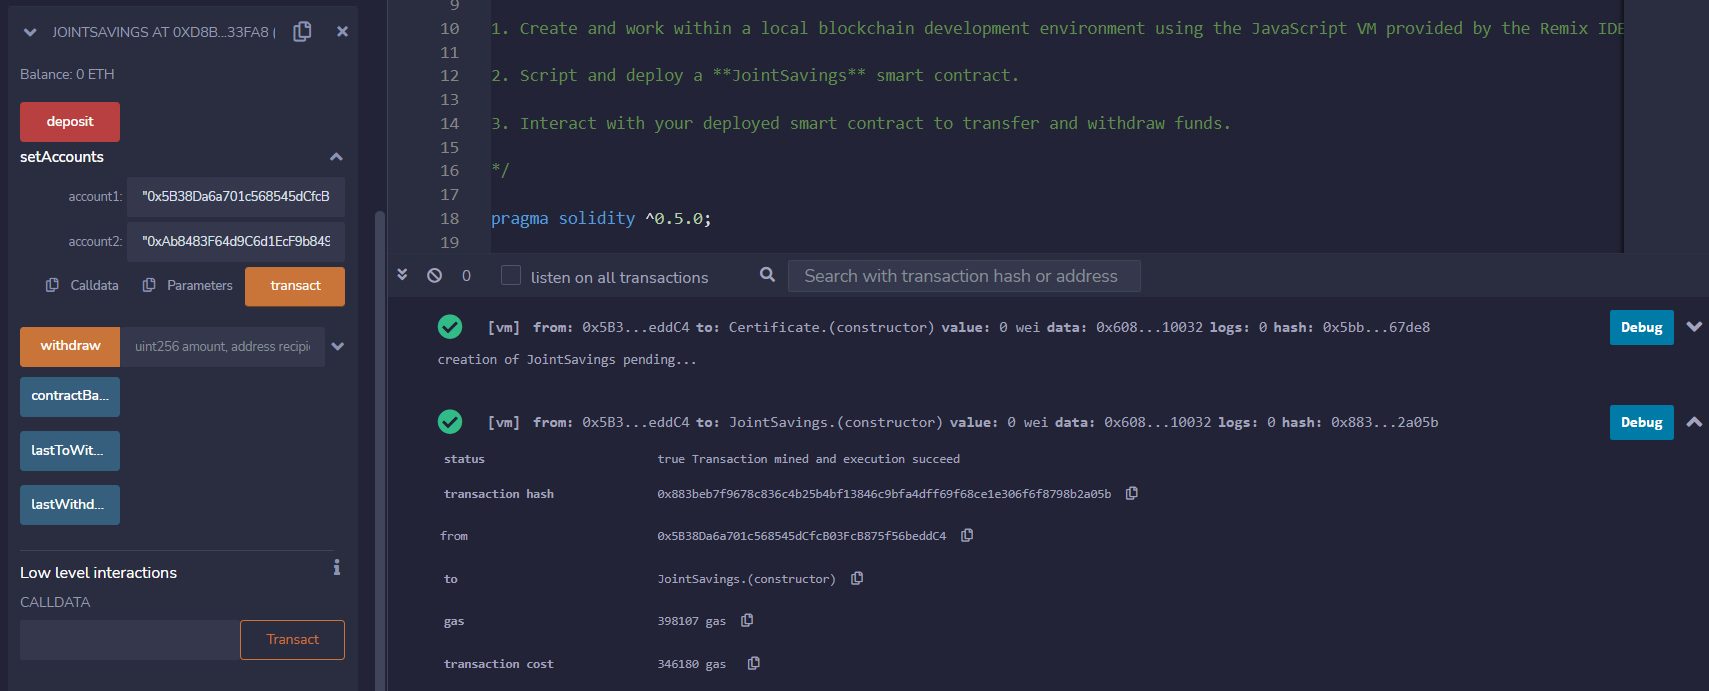 JOINTSAVINGS AT 0XD8B...33FA8 (
Balance: 0 ETH
deposit
setAccounts
account1: "0x5B38Da6a701c568545dCfcB
account2: "0xAb8483F64d9C6d1EcF9b849
Calldata Parameters transact
withdraw uint256 amount, address recipi
contractBa...
lastToWit...
lastWithd...
Low level interactions
CALLDATA
Transact
9
10 1. Create and work within a local blockchain development environment using the JavaScript VM provided by the Remix IDE
11
12 2. Script and deploy a **JointSavings** smart contract.
13
14 3. Interact with your deployed smart contract to transfer and withdraw funds.
15
16 */
17
18 pragma solidity ^0.5.0;
19
0 listen on all transactions Search with transaction hash or address
[vm] from: 0x5B3...eddC4 to: Certificate.(constructor) value: 0 wei data: 0x608...10032 logs: 0 hash: 0x5bb...67de8 Debug
creation of JointSavings pending...
[vm] from: 0x5B3...eddC4 to: JointSavings.(constructor) value: 0 wei data: 0x608...10032 logs: 0 hash: 0x883...2a05b Debug
status true Transaction mined and execution succeed
transaction hash 0x883beb7f9678c836c4b25b4bf13846c9bfa4dff69f68ce1e306f6f8798b2a05b
from 0x5B38Da6a701c568545dCfcB03FcB875f56beddC4
to JointSavings.(constructor)
gas 398107 gas
transaction cost 346180 gas